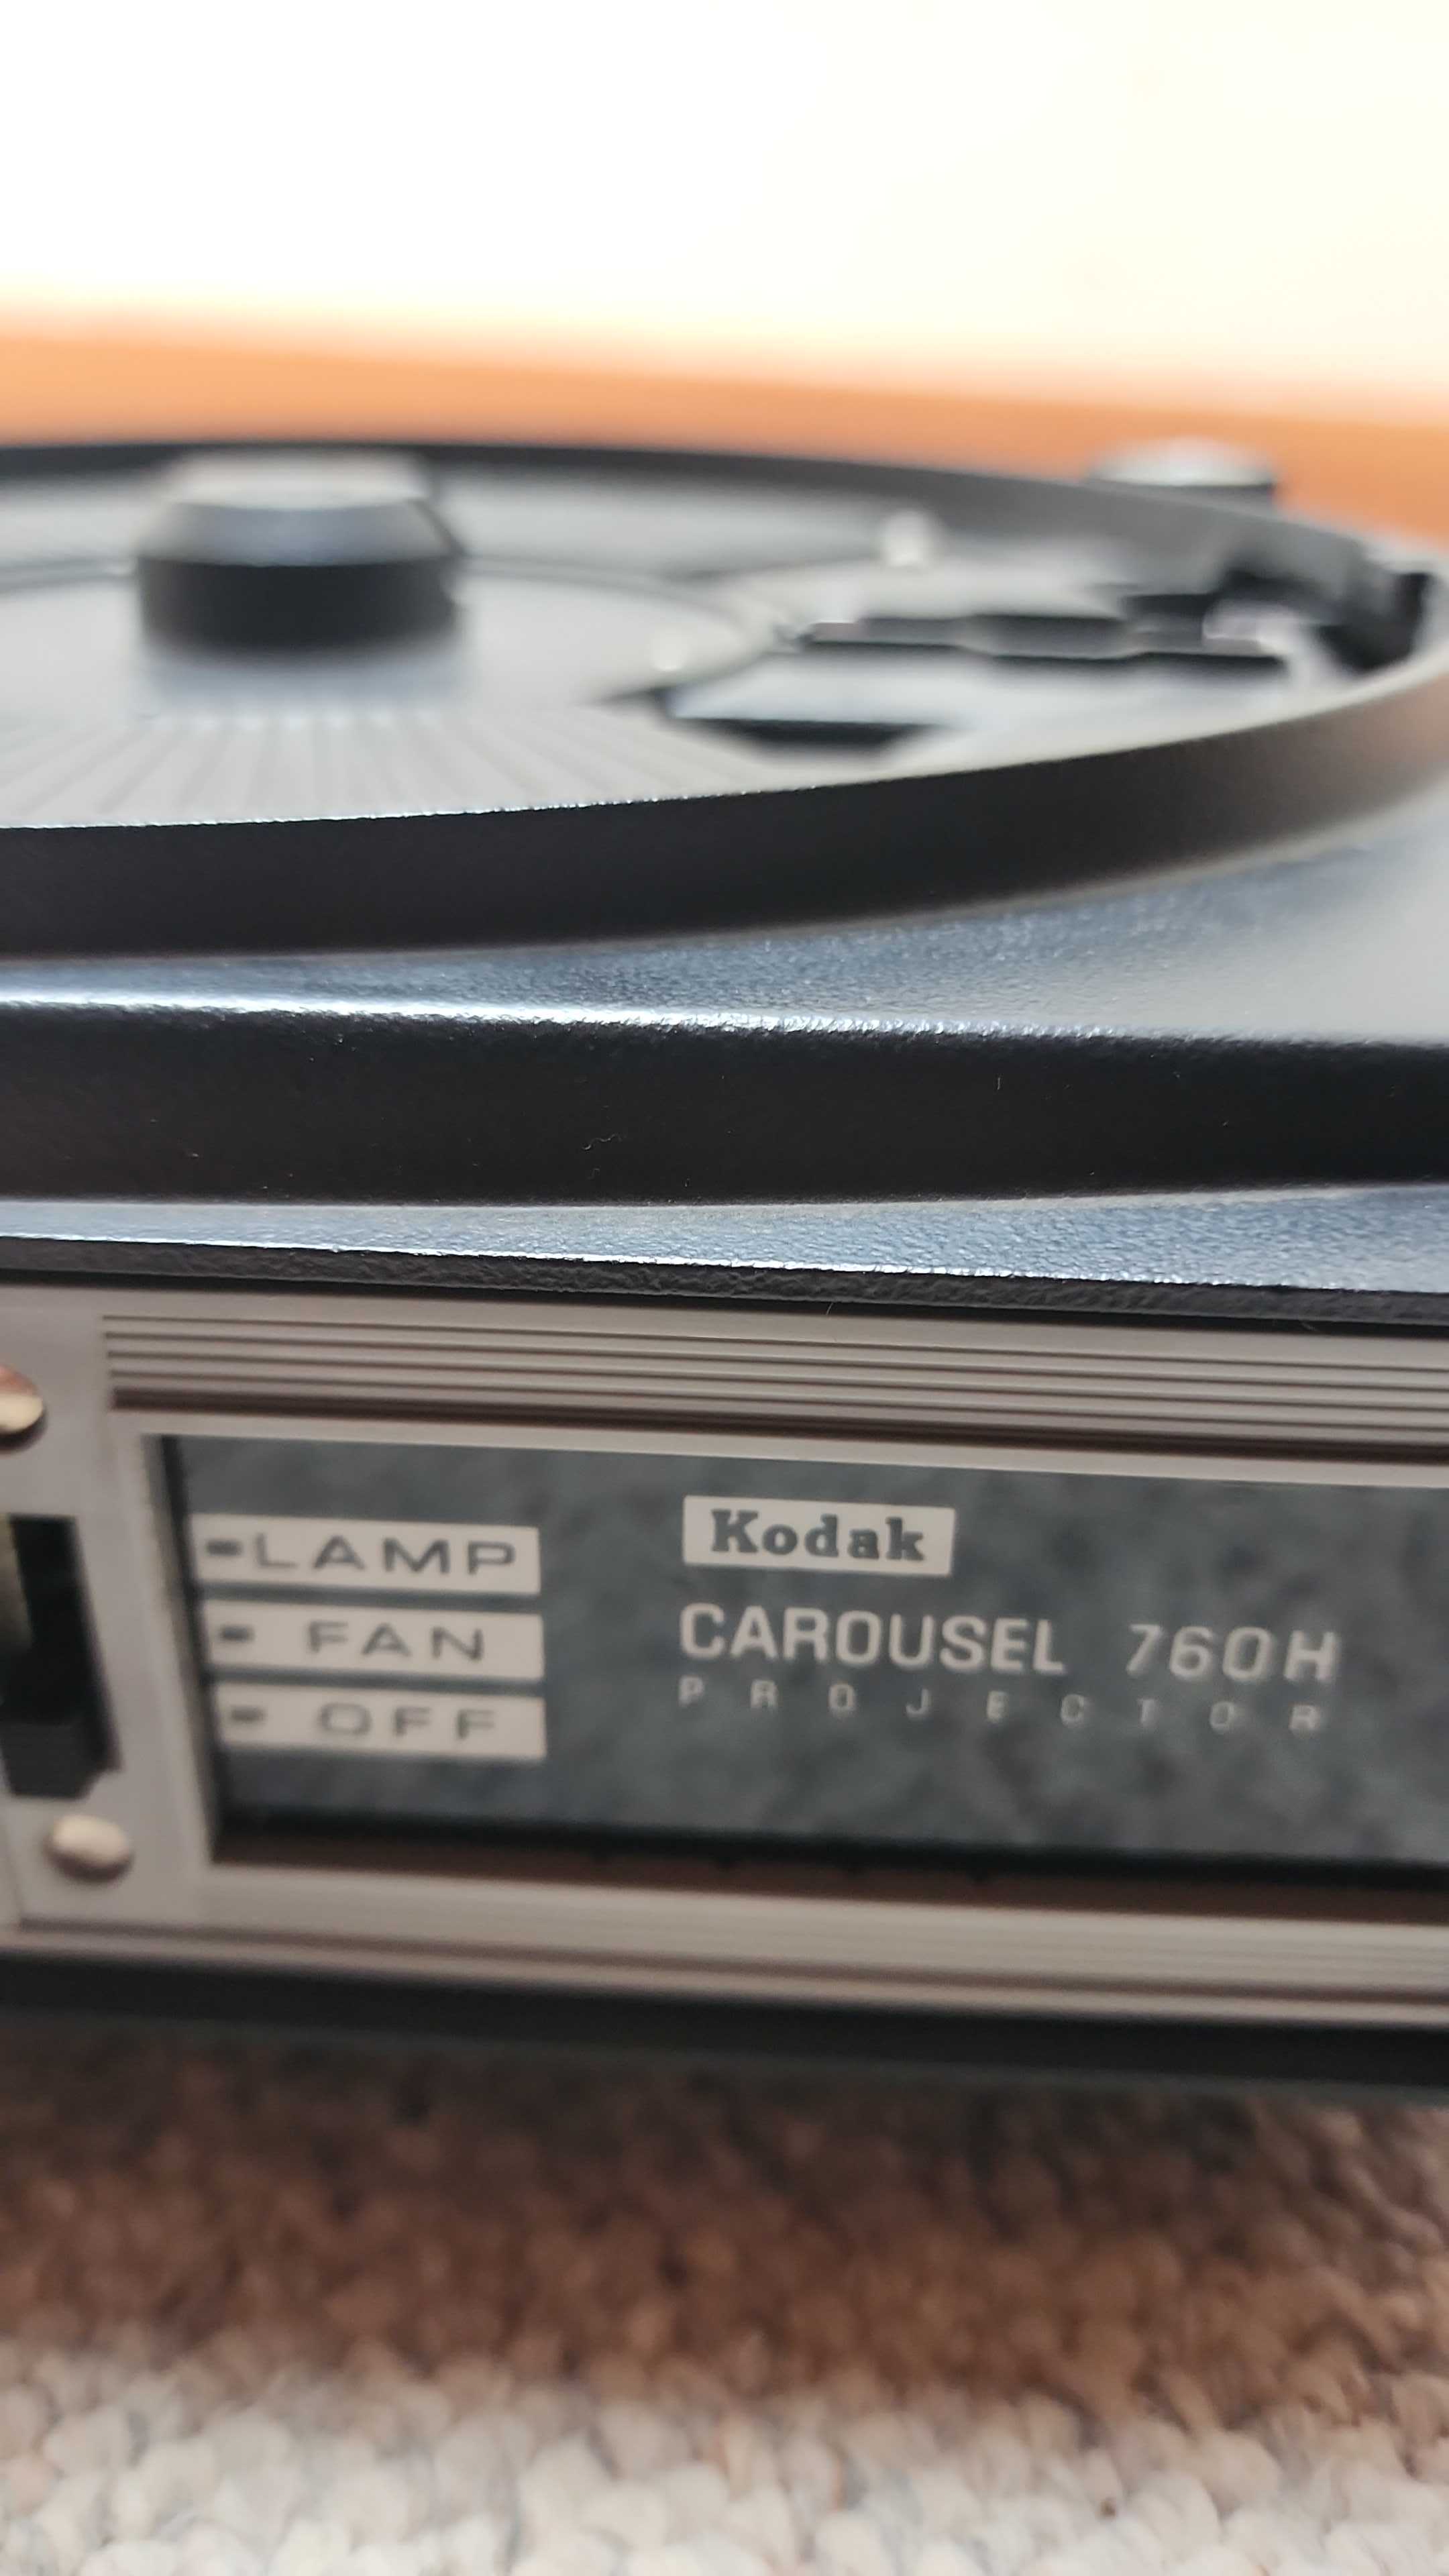 LAMP
FAN
OFF
Kodak
CAROUSEL 760H
PROJECTOR